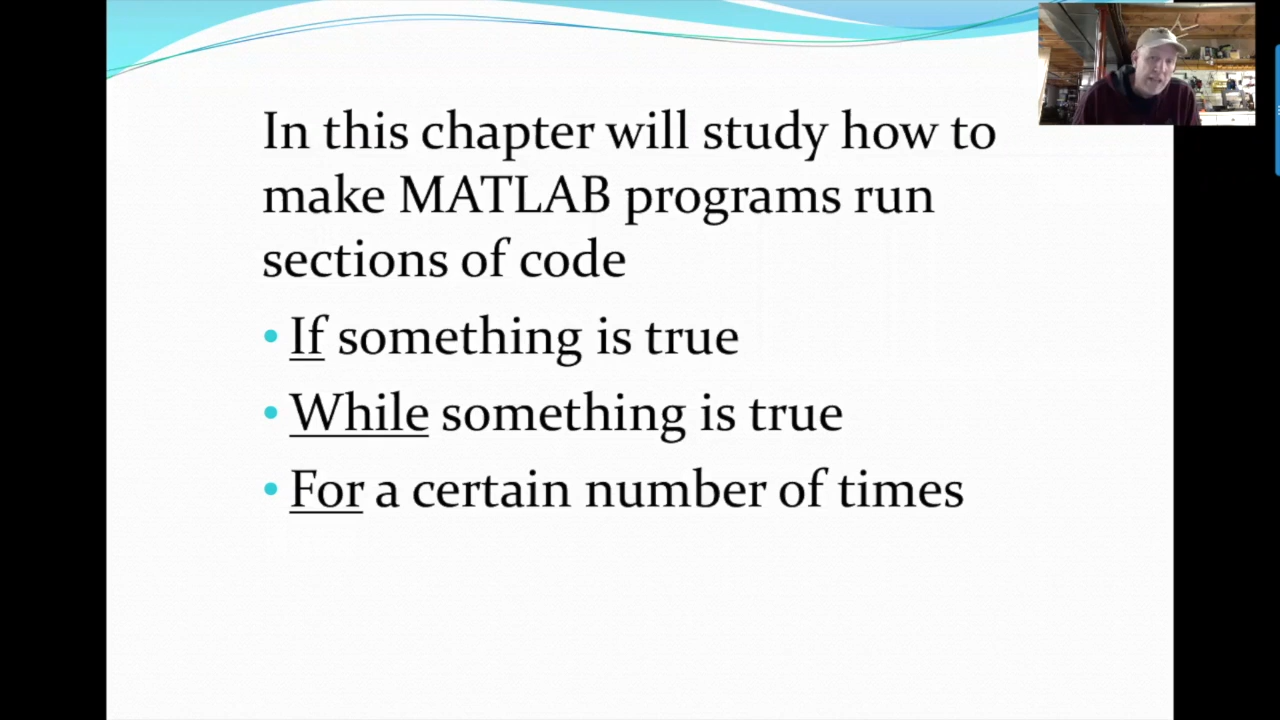 In this chapter will study how to
make MATLAB programs run
sections of code
• If something is true
• While something is true
• For a certain number of times